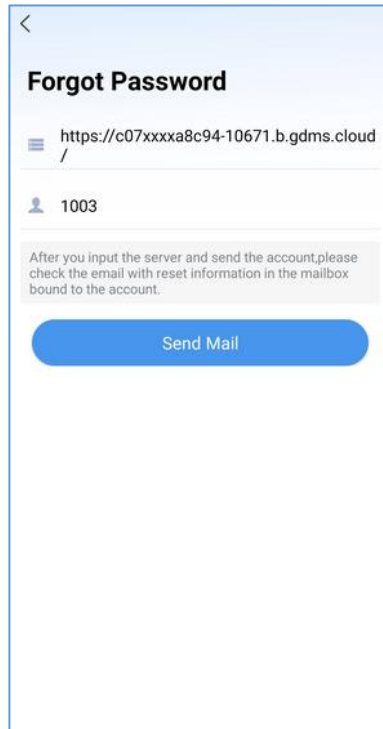 Forgot Password
https://c07xxxxa8c94-10671.b.gdms.cloud
/
1003
After you input the server and send the account,please
check the email with reset information in the mailbox
bound to the account.
Send Mail